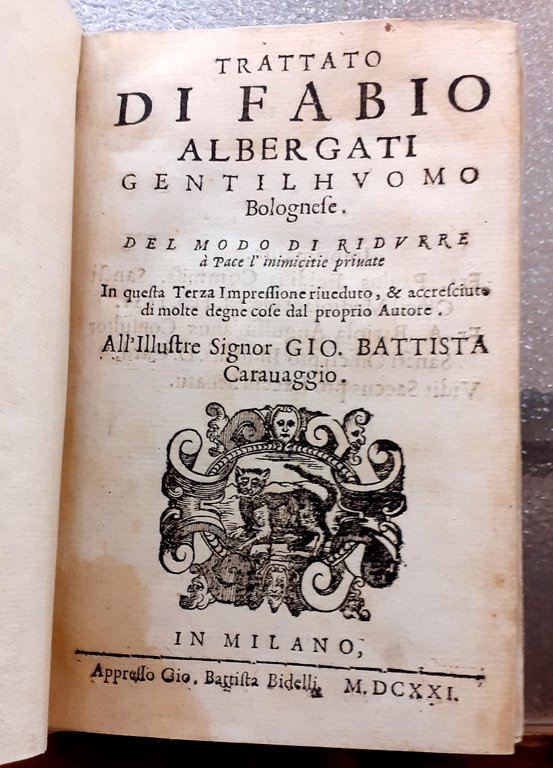 TRATTATO
DI FABIO
ALBERGATI
GENTILHVOMO
Bolognese.
DEL MODO DI RIDVRRE
à Pace l'inimicitie priuate
In questa Terza Impressione riueduto, & accresciuto
di molte degne cose dal proprio Autore.
All'Illustre Signor GIO. BATTISTA
Carauaggio.
IN MILANO,
Appresso Gio. Battista Bidelli. M.DCXXI.